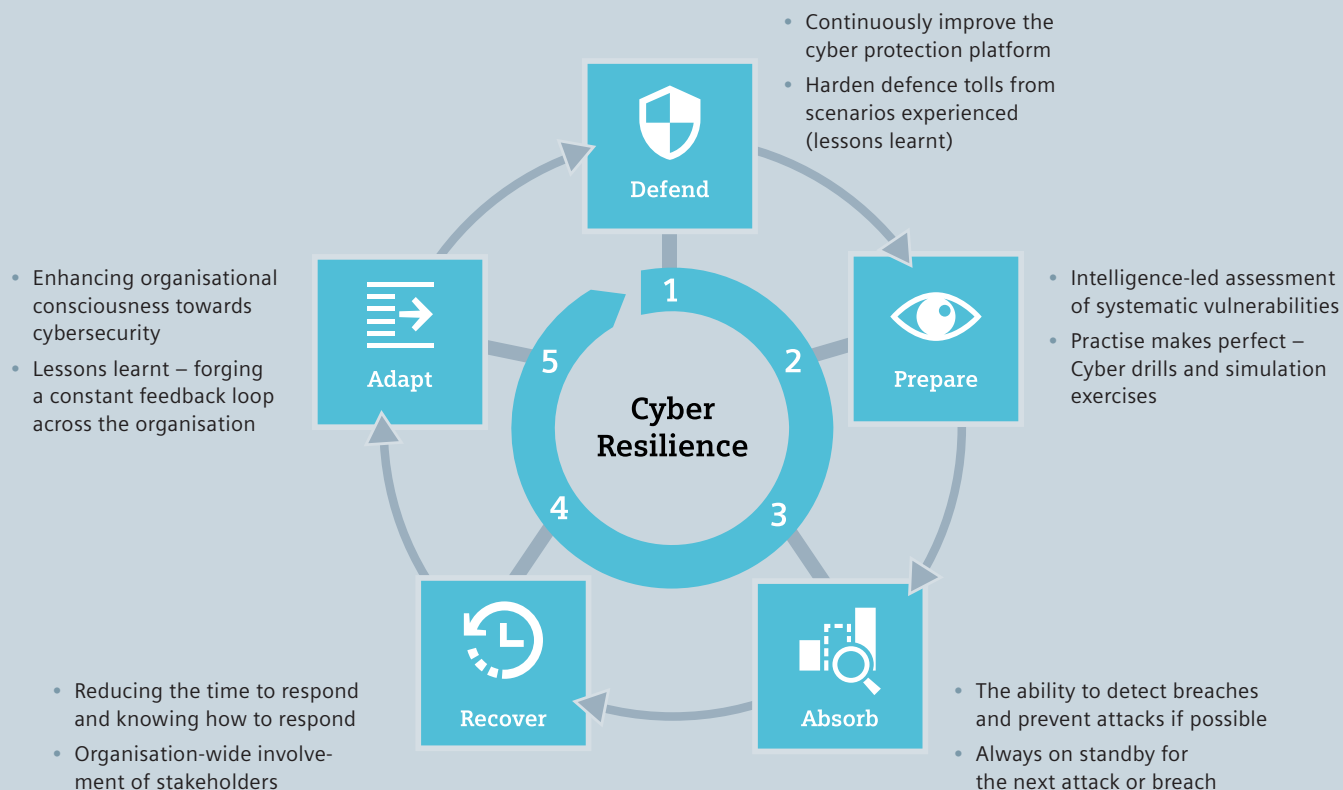 • Continuously improve the
cyber protection platform
• Harden defence tolls from
scenarios experienced
(lessons learnt)
Defend
1
• Intelligence-led assessment
of systematic vulnerabilities
• Practise makes perfect –
Cyber drills and simulation
exercises
Prepare
2
• The ability to detect breaches
and prevent attacks if possible
• Always on standby for
the next attack or breach
Absorb
3
• Reducing the time to respond
and knowing how to respond
• Organisation-wide involve-
ment of stakeholders
Recover
4
• Enhancing organisational
consciousness towards
cybersecurity
• Lessons learnt – forging
a constant feedback loop
across the organisation
Adapt
5
Cyber
Resilience